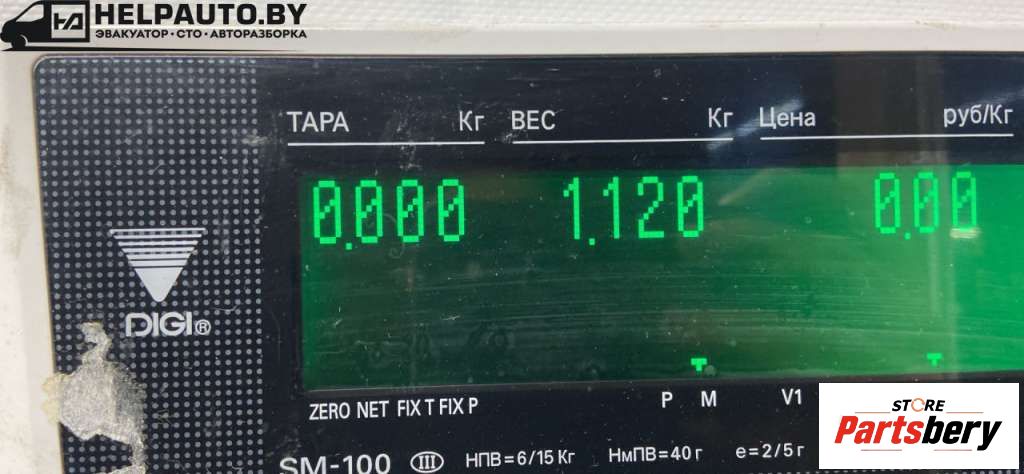 HELPAUTO.BY
ЭВАКУАТОР • СТО • АВТОРАЗБОРКА
ТАРА Кг ВЕС Кг Цена руб/Кг
0.000 1.120 0.00
DIGI®
ZERO NET FIX T FIX P P M V1
SM-100 III НПВ=6/15 Кг НмПВ=40 г e=2/5 г
STORE
Partsbery